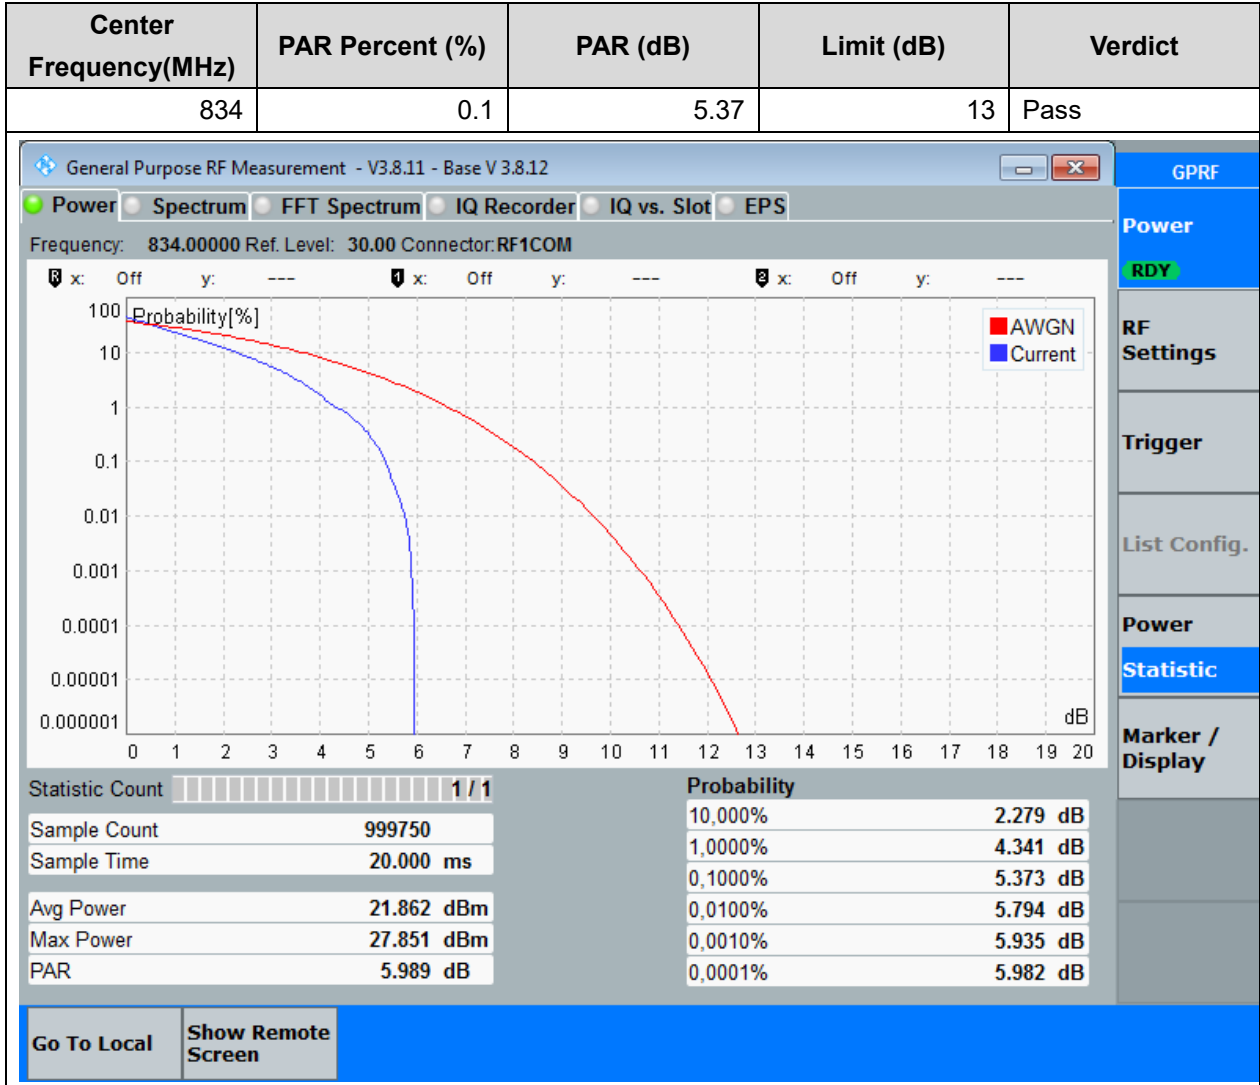 Center Frequency(MHz) PAR Percent (%) PAR (dB) Limit (dB) Verdict
834 0.1 5.37 13 Pass
General Purpose RF Measurement - V3.8.11 - Base V 3.8.12
GPRF
Power Spectrum FFT Spectrum IQ Recorder IQ vs. Slot EPS
Power
RDY
Frequency: 834.00000 Ref. Level: 30.00 Connector: RF1COM
R x: Off y: --- 1 x: Off y: --- 2 x: Off y: ---
Probability[%]
AWGN
Current
100
10
1
0.1
0.01
0.001
0.0001
0.00001
0.000001
dB
0 1 2 3 4 5 6 7 8 9 10 11 12 13 14 15 16 17 18 19 20
RF Settings
Trigger
List Config.
Power
Statistic
Marker / Display
Statistic Count 1 / 1
Sample Count 999750
Sample Time 20.000 ms
Avg Power 21.862 dBm
Max Power 27.851 dBm
PAR 5.989 dB
Probability
10,000% 2.279 dB
1,0000% 4.341 dB
0,1000% 5.373 dB
0,0100% 5.794 dB
0,0010% 5.935 dB
0,0001% 5.982 dB
Go To Local
Show Remote Screen